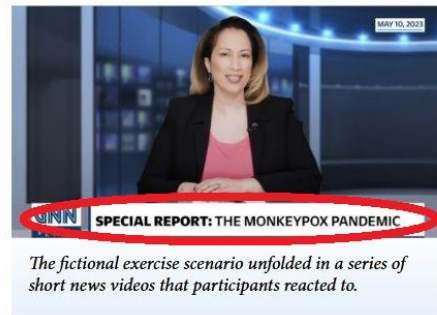 MAY 10, 2023
GNN
SPECIAL REPORT: THE MONKEYPOX PANDEMIC
The fictional exercise scenario unfolded in a series of
short news videos that participants reacted to.